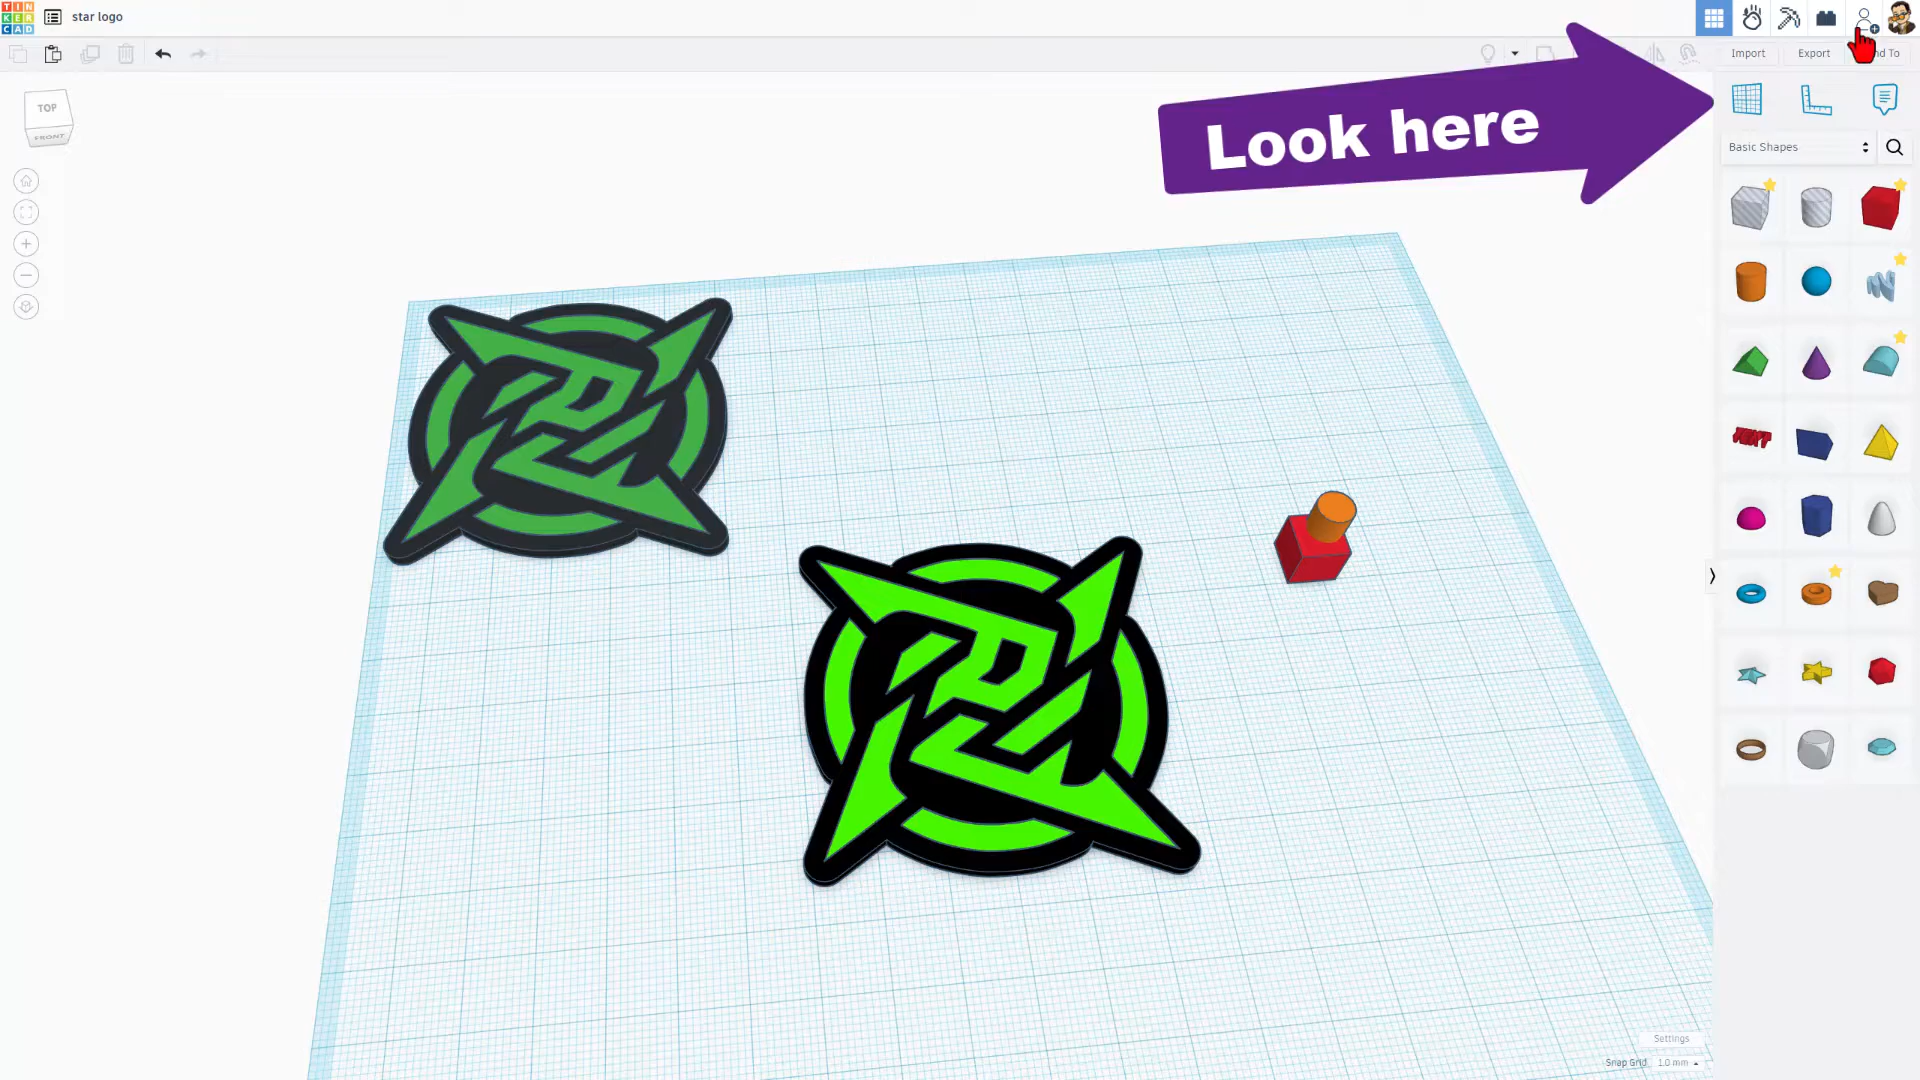 TIN
KER
CAD
star logo
Import
Export
To
Look here
TOP
FRONT
Basic Shapes
Settings
Snap Grid 1.0 mm